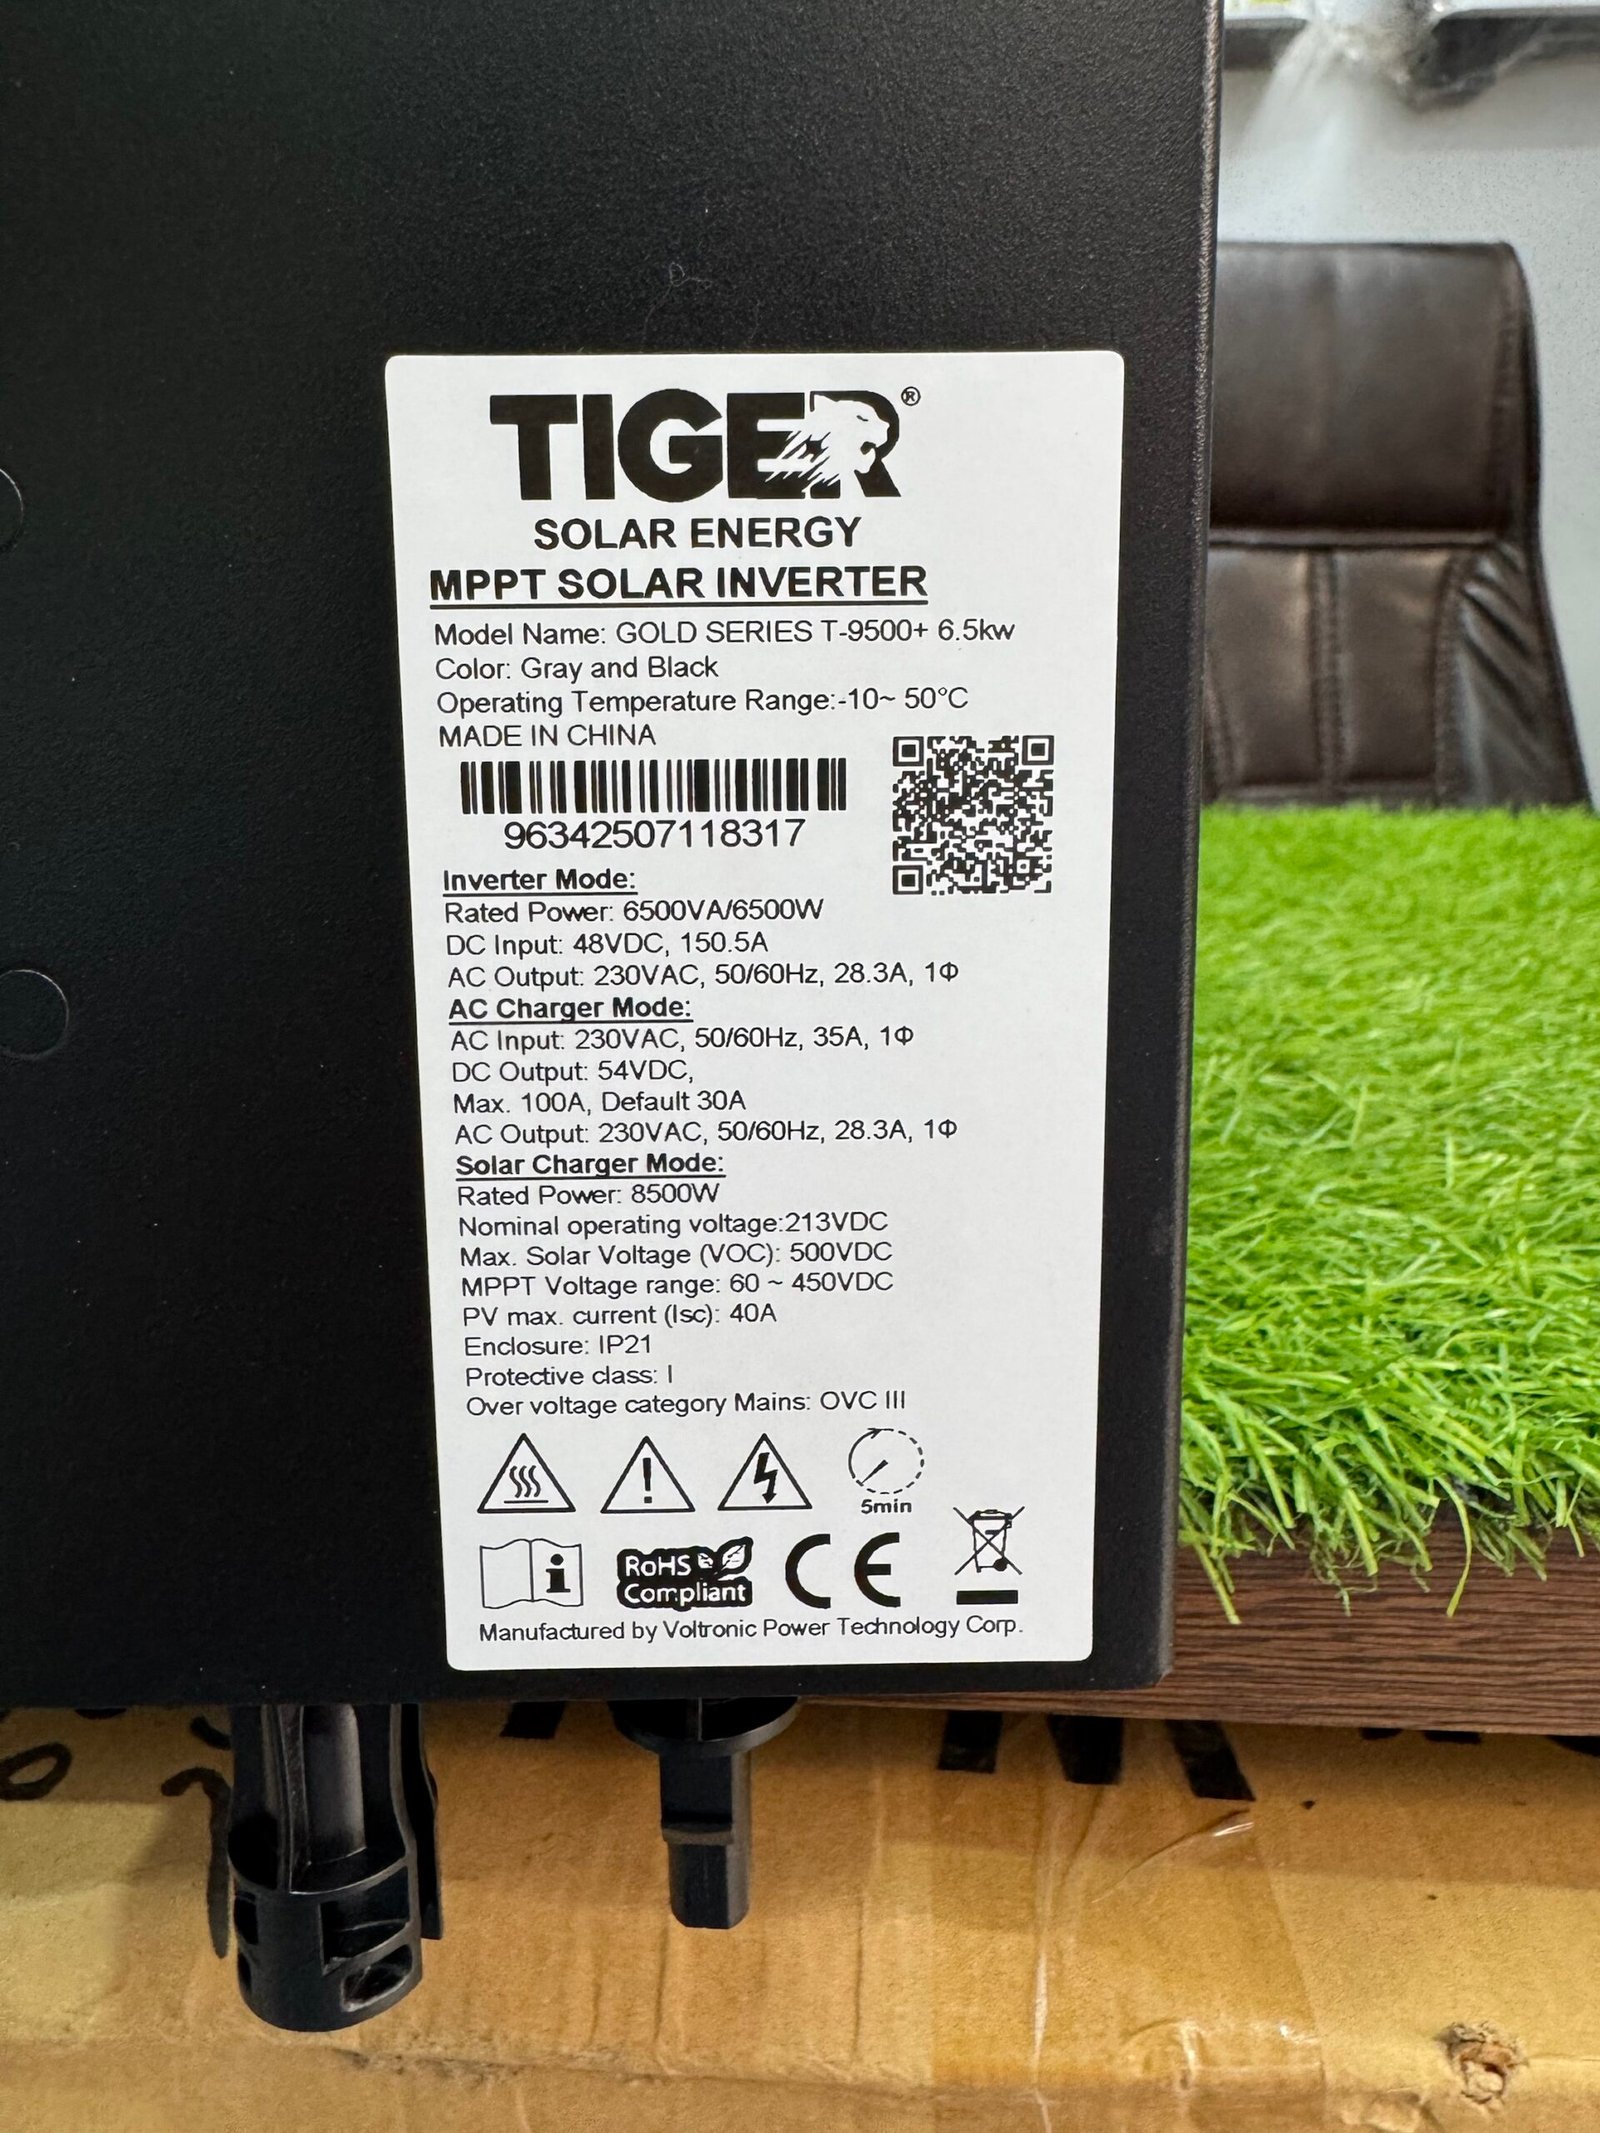 TIGER®
SOLAR ENERGY
MPPT SOLAR INVERTER
Model Name: GOLD SERIES T-9500+ 6.5kw
Color: Gray and Black
Operating Temperature Range:-10~ 50°C
MADE IN CHINA
96342507118317
Inverter Mode:
Rated Power: 6500VA/6500W
DC Input: 48VDC, 150.5A
AC Output: 230VAC, 50/60Hz, 28.3A, 1Φ
AC Charger Mode:
AC Input: 230VAC, 50/60Hz, 35A, 1Φ
DC Output: 54VDC,
Max. 100A, Default 30A
AC Output: 230VAC, 50/60Hz, 28.3A, 1Φ
Solar Charger Mode:
Rated Power: 8500W
Nominal operating voltage:213VDC
Max. Solar Voltage (VOC): 500VDC
MPPT Voltage range: 60 ~ 450VDC
PV max. current (Isc): 40A
Enclosure: IP21
Protective class: I
Over voltage category Mains: OVC III
5min
RoHS
Compliant
CE
Manufactured by Voltronic Power Technology Corp.